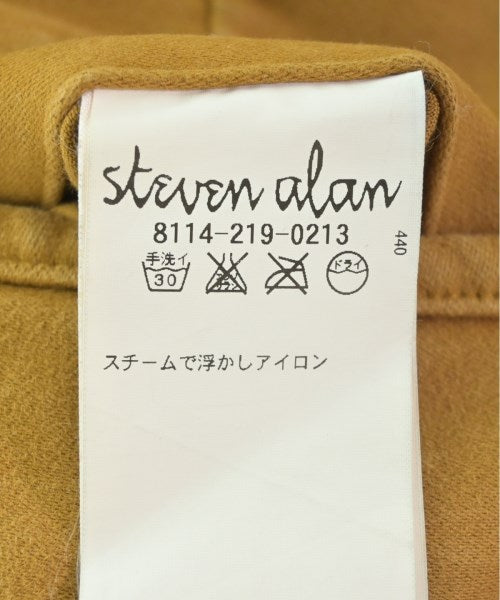 steven alan
8114-219-0213
440
手洗イ
30
ドライ
スチームで浮かしアイロン